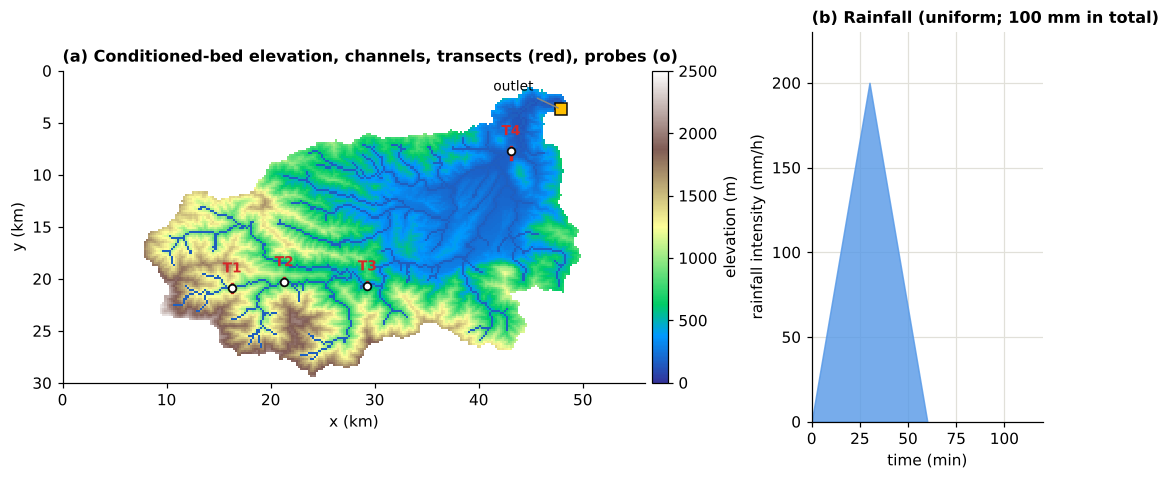 (b) Rainfall (uniform; 100 mm in total)
(a) Conditioned-bed elevation, channels, transects (red), probes (o)
outlet
T4
T1
T2
T3
0
5
10
15
20
25
30
y (km)
0
10
20
30
40
50
x (km)
2500
2000
1500
1000
500
0
elevation (m)
200
150
100
50
0
rainfall intensity (mm/h)
0
25
50
75
100
time (min)